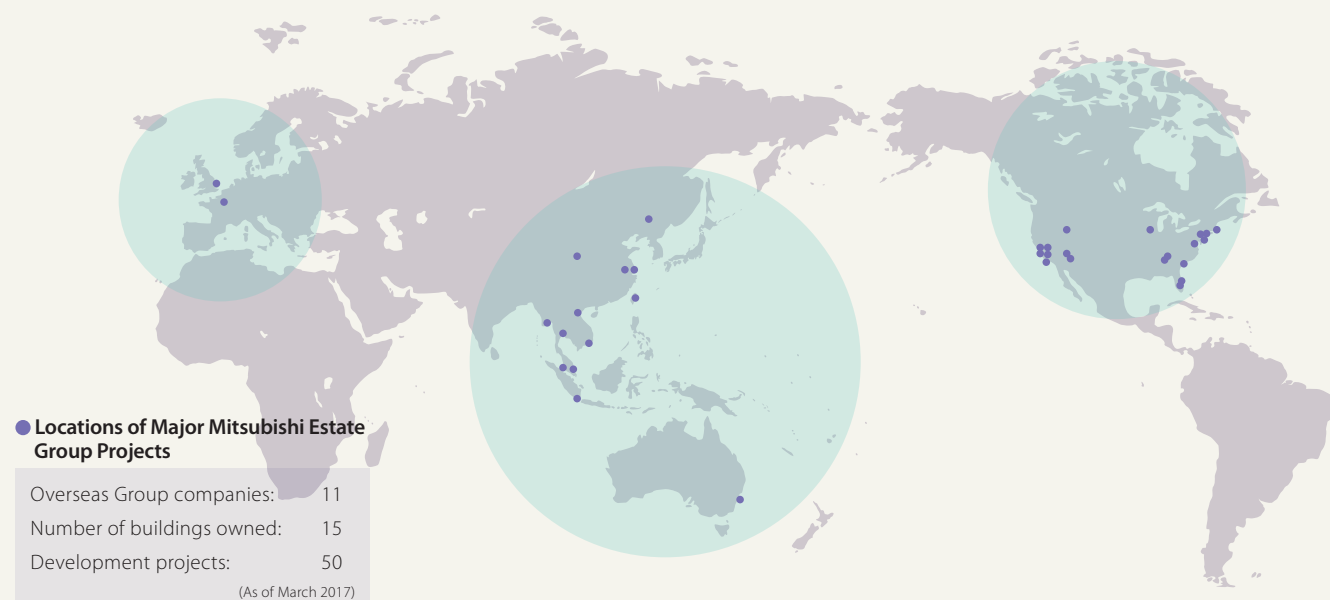 Locations of Major Mitsubishi Estate
Group Projects
Overseas Group companies: 11
Number of buildings owned: 15
Development projects: 50
(As of March 2017)